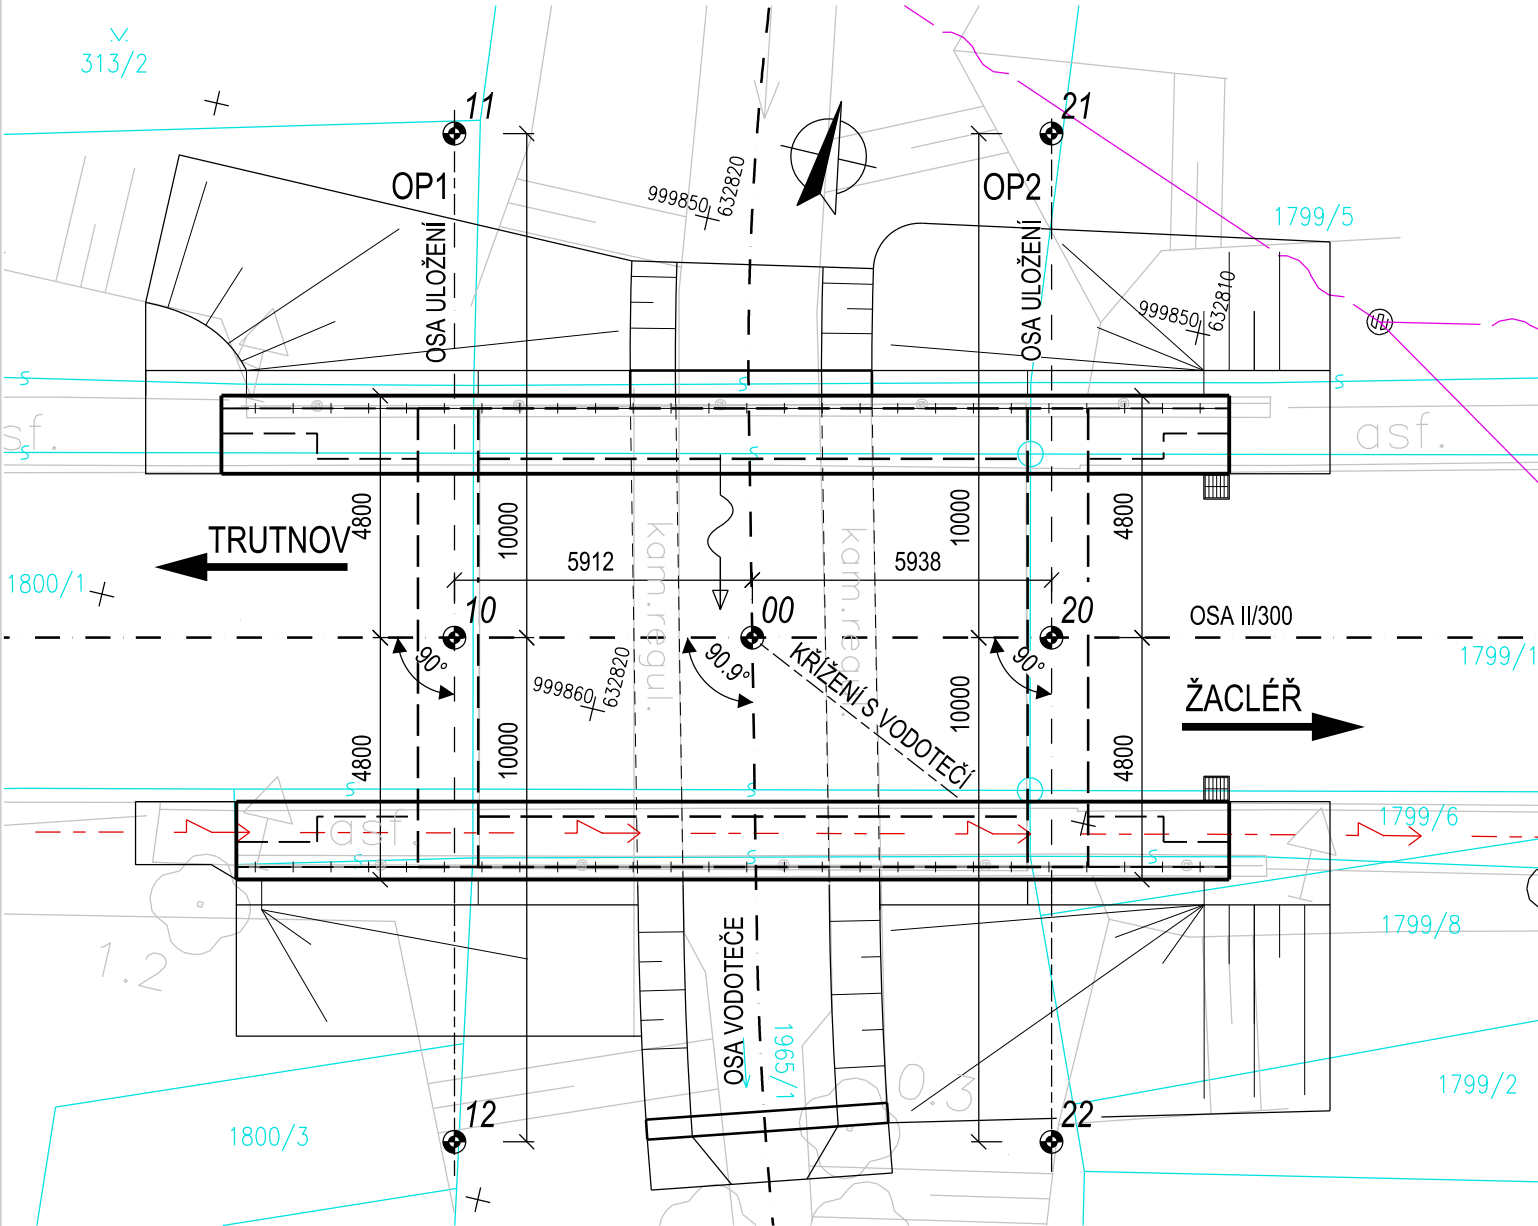 313/2
11
21
OP1
OP2
999850
632820
1799/5
OSA ULOŽENÍ
OSA ULOŽENÍ
999850
632810
asf.
asf.
4800
10000
10000
4800
TRUTNOV
kam.regul.
kam.regul.
5912
5938
1800/1
10
00
20
OSA II/300
90°
90.9°
90°
KŘÍŽENÍ S VODOTEČÍ
1799/1
999860
632820
ŽACLÉŘ
4800
10000
10000
4800
asf.
1799/6
1799/8
1.2
OSA VODOTEČE
1965/1
0.3
1799/2
12
22
1800/3